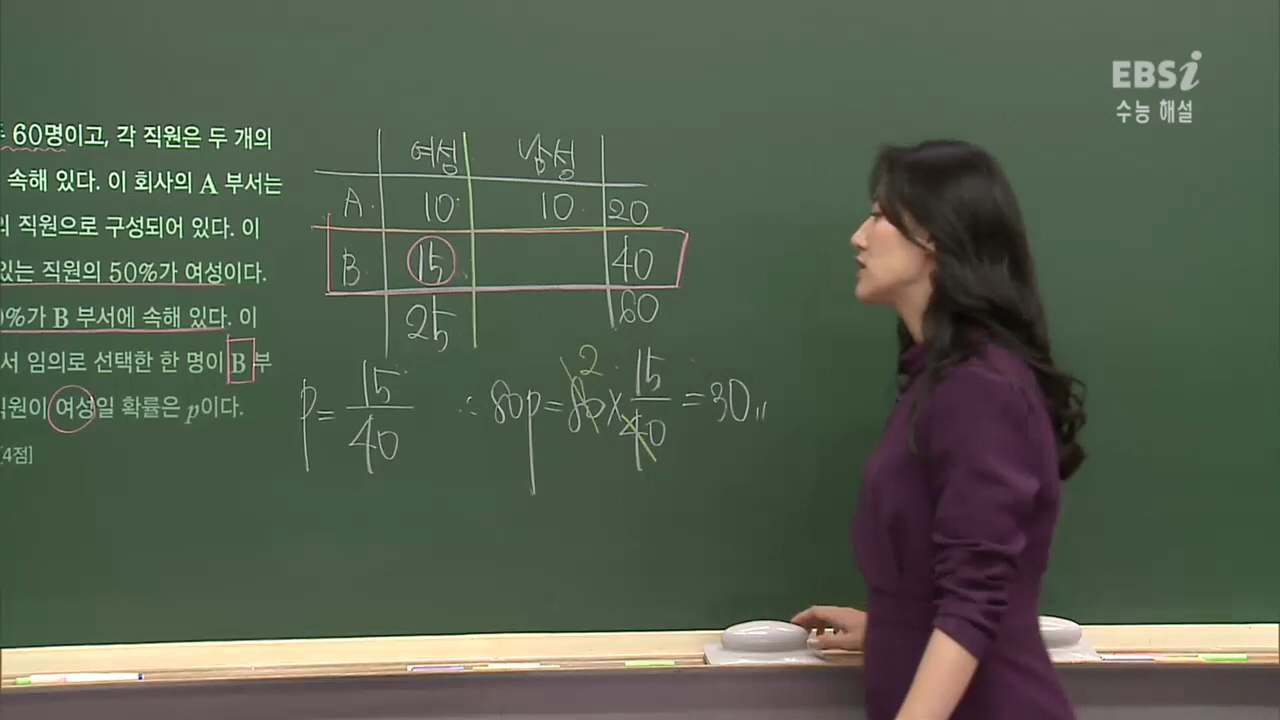 EBSi
수능 해설
60명이고, 각 직원은 두 개의
속해 있다. 이 회사의 A 부서는
의 직원으로 구성되어 있다. 이
있는 직원의 50%가 여성이다.
0%가 B 부서에 속해 있다. 이
서 임의로 선택한 한 명이 B 부
직원이 여성일 확률은 p이다.
[4점]
여성 남성
A 10 10 20
B 15 40
25 60
p = 15/40 ∴ 80p = 80 × 15/40 = 30
2